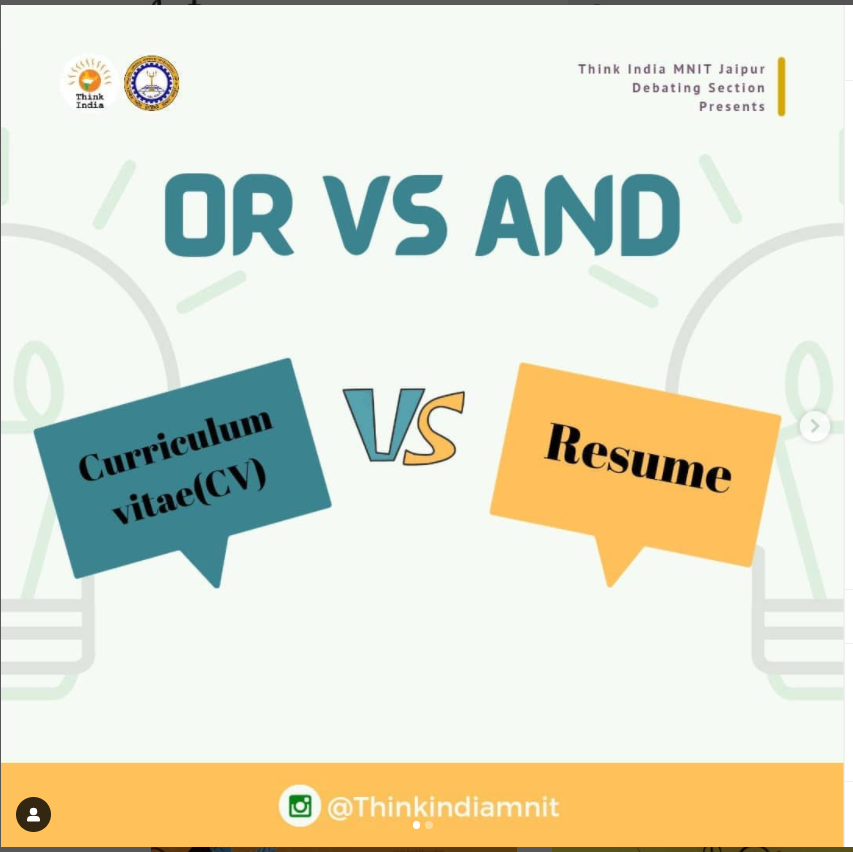 Think
India
Think India MNIT Jaipur
Debating Section
Presents
OR VS AND
Curriculum
vitae(CV)
VS
Resume
@Thinkindiamnit